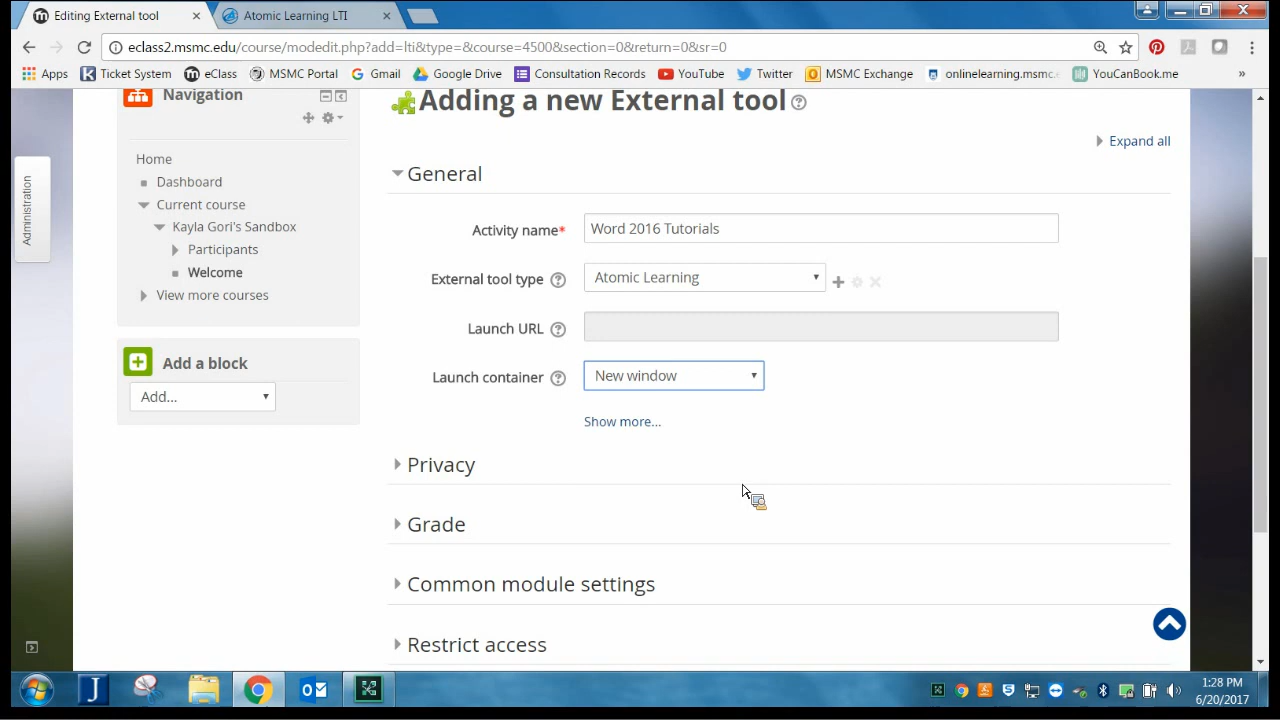 Editing External tool
Atomic Learning LTI
eclass2.msmc.edu/course/modedit.php?add=lti&type=&course=4500&section=0&return=0&sr=0
Apps Ticket System eClass MSMC Portal Gmail Google Drive Consultation Records YouTube Twitter MSMC Exchange onlinelearning.msmc. YouCanBook.me »
Administration
Navigation
Home
Dashboard
Current course
Kayla Gori's Sandbox
Participants
Welcome
View more courses
Add a block
Add...
Adding a new External tool
Expand all
General
Activity name* Word 2016 Tutorials
External tool type Atomic Learning
Launch URL
Launch container New window
Show more...
Privacy
Grade
Common module settings
Restrict access
1:28 PM
6/20/2017